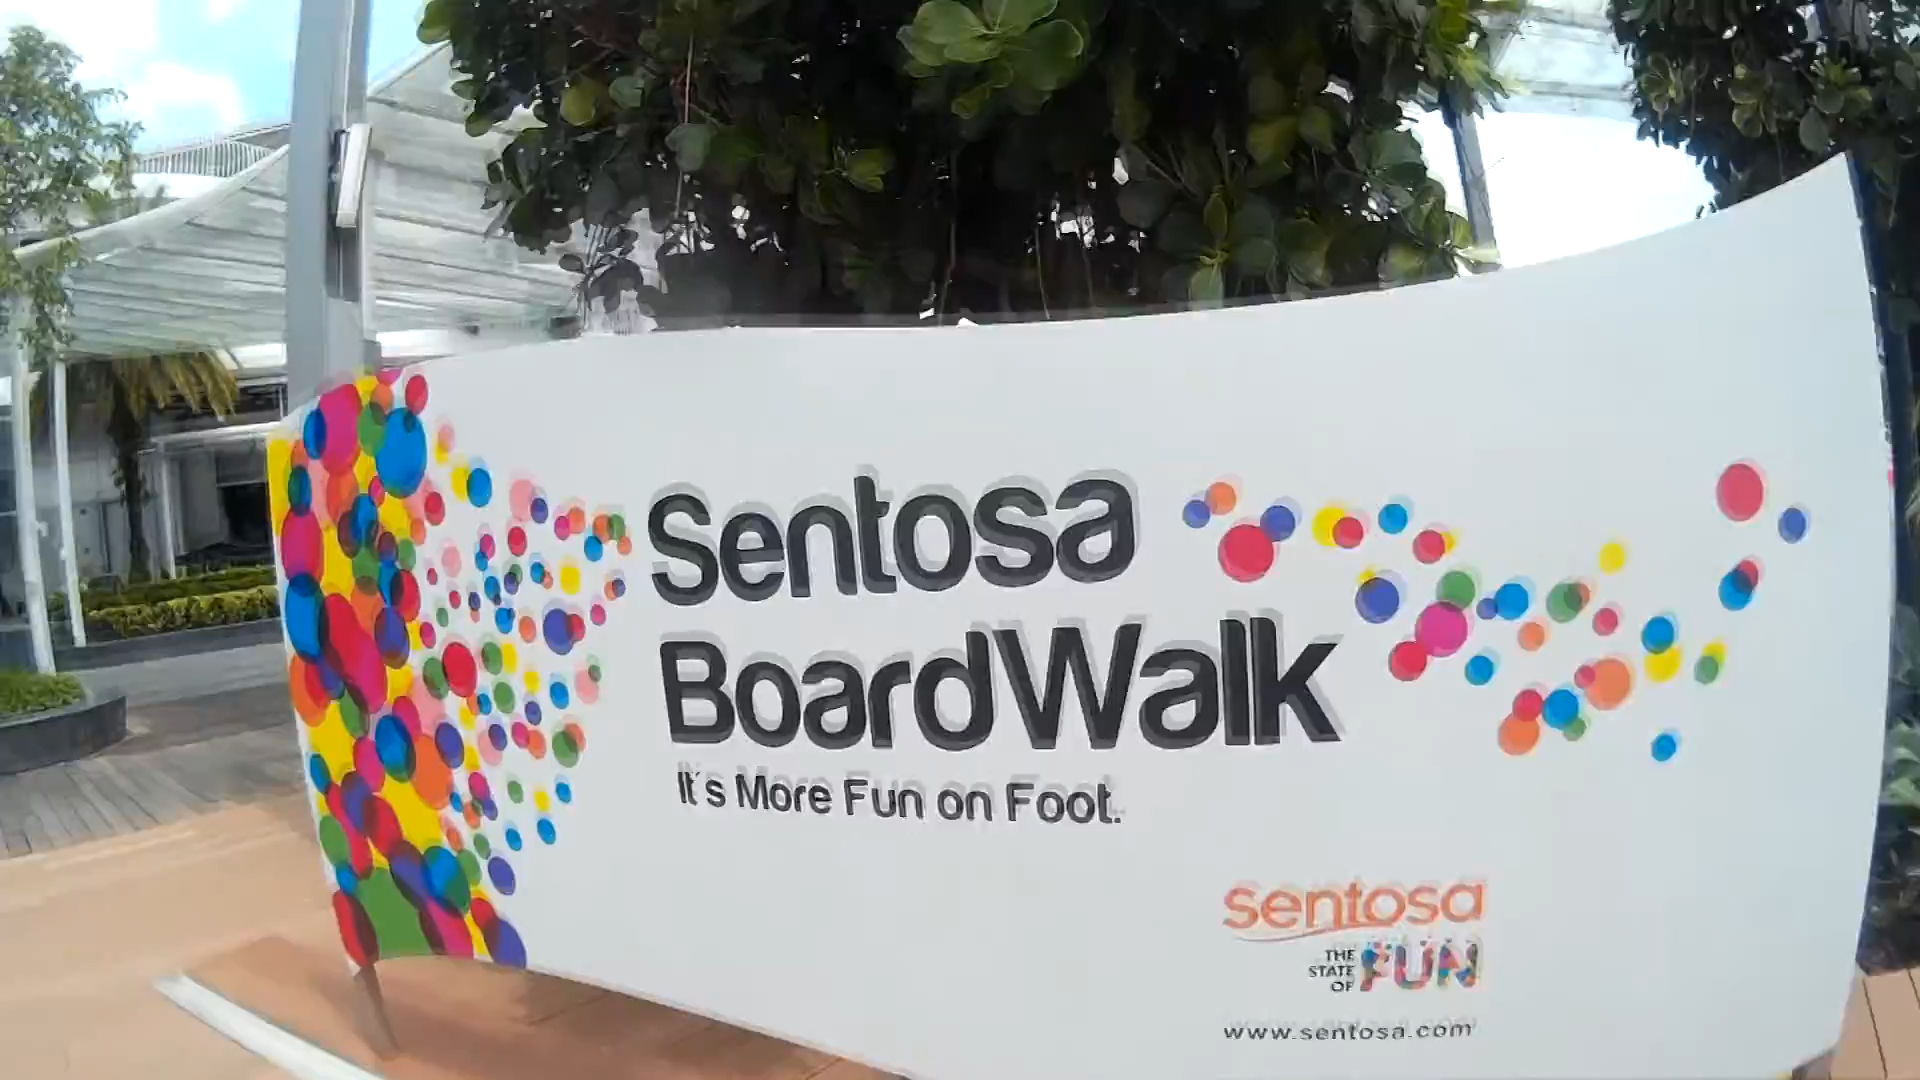 Sentosa
BoardWalk
It's More Fun on Foot.
sentosa
THE
STATE
OF
FUN
www.sentosa.com